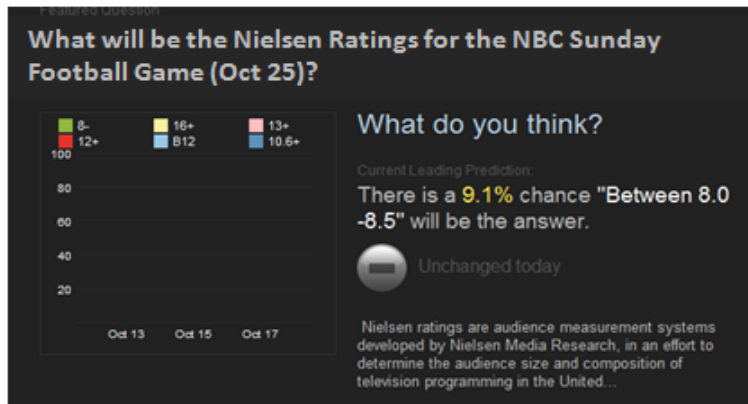 Featured Question
What will be the Nielsen Ratings for the NBC Sunday
Football Game (Oct 25)?
8- 16+ 13+
12+ B12 10.6+
100
80
60
40
20
Oct 13 Oct 15 Oct 17
What do you think?
Current Leading Prediction:
There is a 9.1% chance "Between 8.0
-8.5" will be the answer.
Unchanged today
Nielsen ratings are audience measurement systems
developed by Nielsen Media Research, in an effort to
determine the audience size and composition of
television programming in the United...